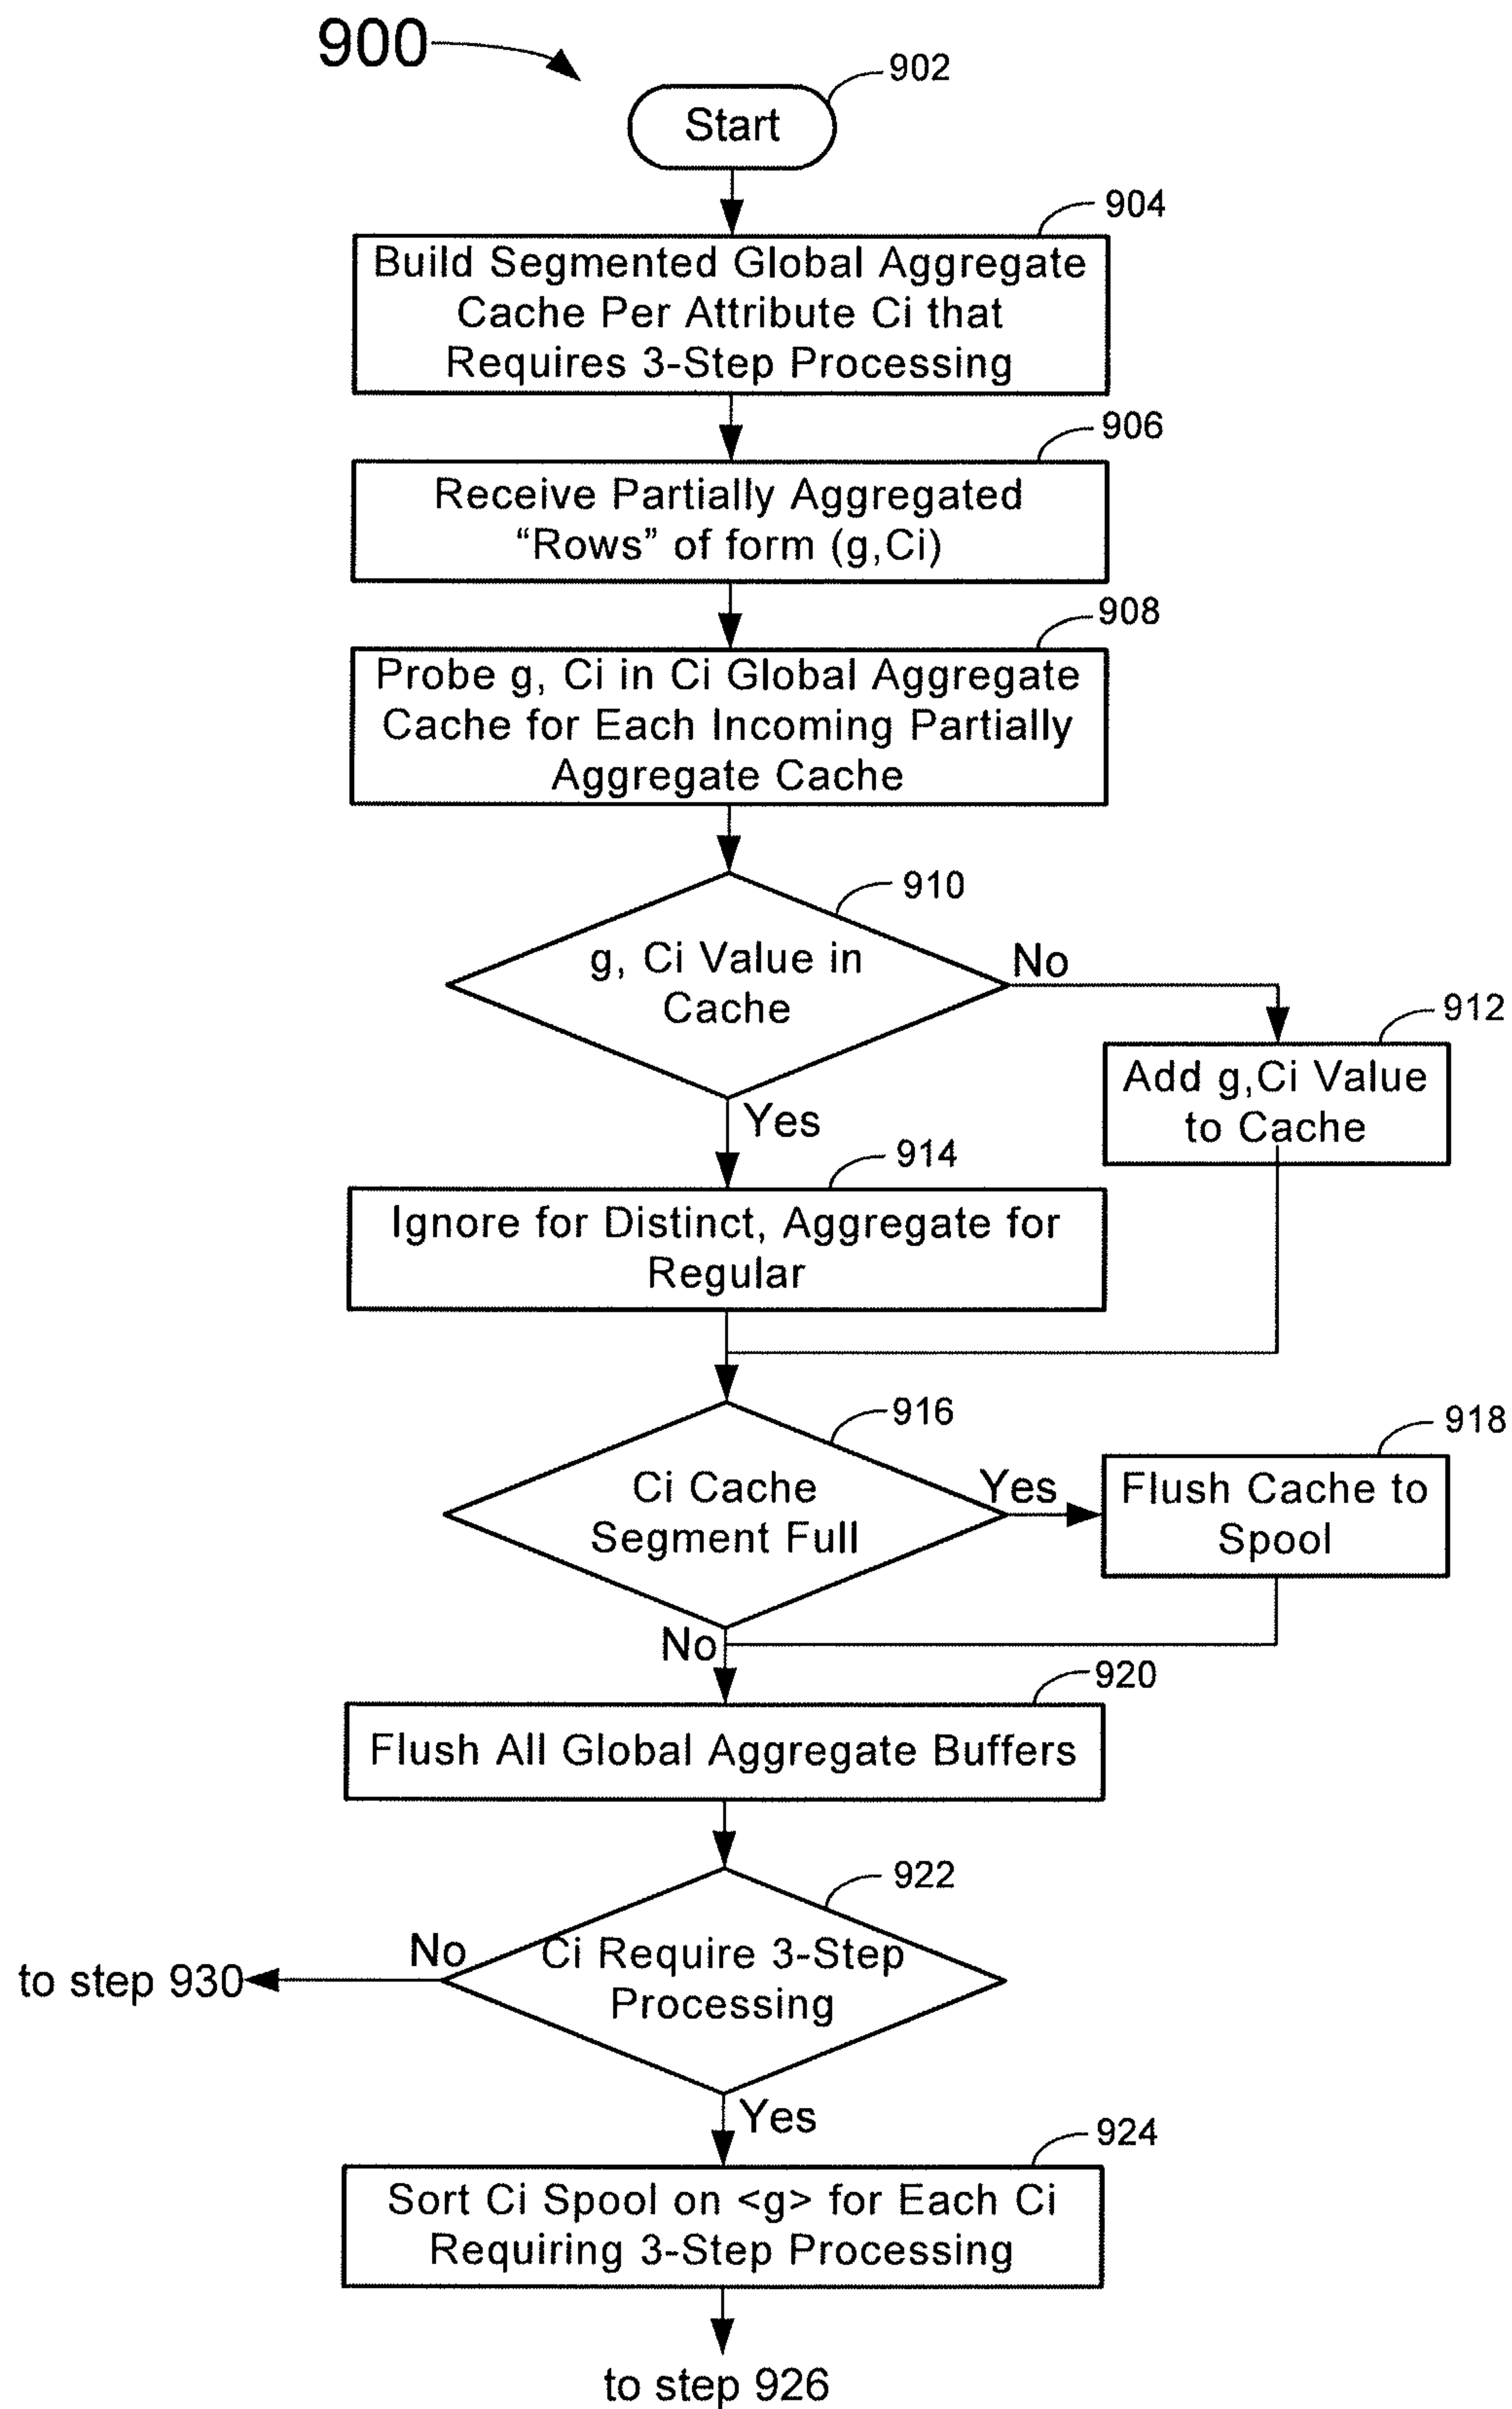 900
902
Start
904
Build Segmented Global Aggregate
Cache Per Attribute Ci that
Requires 3-Step Processing
906
Receive Partially Aggregated
“Rows” of form (g,Ci)
908
Probe g, Ci in Ci Global Aggregate
Cache for Each Incoming Partially
Aggregate Cache
910
g, Ci Value in
Cache
No
912
Add g,Ci Value
to Cache
Yes
914
Ignore for Distinct, Aggregate for
Regular
916
Ci Cache
Segment Full
Yes
918
Flush Cache to
Spool
No
920
Flush All Global Aggregate Buffers
922
Ci Require 3-Step
Processing
No
to step 930
Yes
924
Sort Ci Spool on <g> for Each Ci
Requiring 3-Step Processing
to step 926